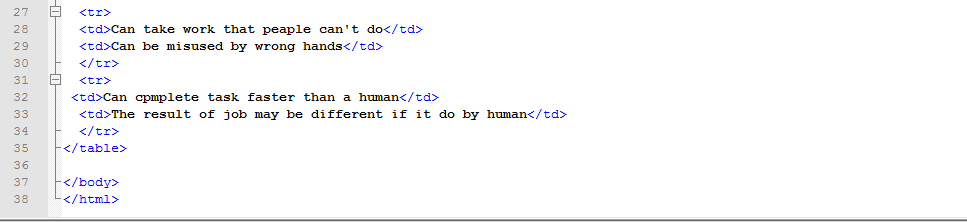 27 <tr>
28 <td>Can take work that peaple can't do</td>
29 <td>Can be misused by wrong hands</td>
30 </tr>
31 <tr>
32 <td>Can cpmplete task faster than a human</td>
33 <td>The result of job may be different if it do by human</td>
34 </tr>
35 </table>
36
37 </body>
38 </html>